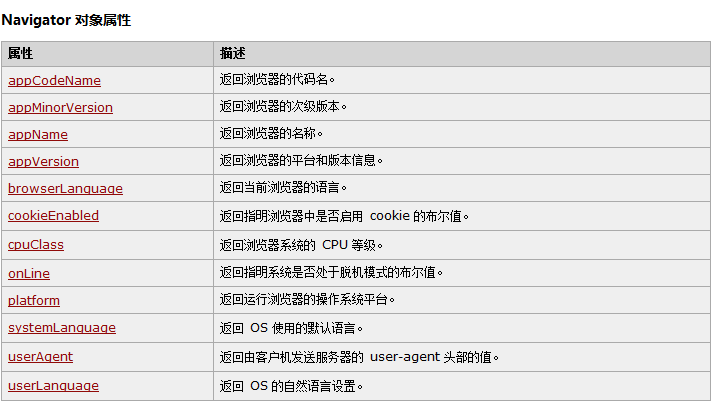 Navigator 对象属性
属性 描述
appCodeName 返回浏览器的代码名。
appMinorVersion 返回浏览器的次级版本。
appName 返回浏览器的名称。
appVersion 返回浏览器的平台和版本信息。
browserLanguage 返回当前浏览器的语言。
cookieEnabled 返回指明浏览器中是否启用 cookie 的布尔值。
cpuClass 返回浏览器系统的 CPU 等级。
onLine 返回指明系统是否处于脱机模式的布尔值。
platform 返回运行浏览器的操作系统平台。
systemLanguage 返回 OS 使用的默认语言。
userAgent 返回由客户机发送服务器的 user-agent 头部的值。
userLanguage 返回 OS 的自然语言设置。